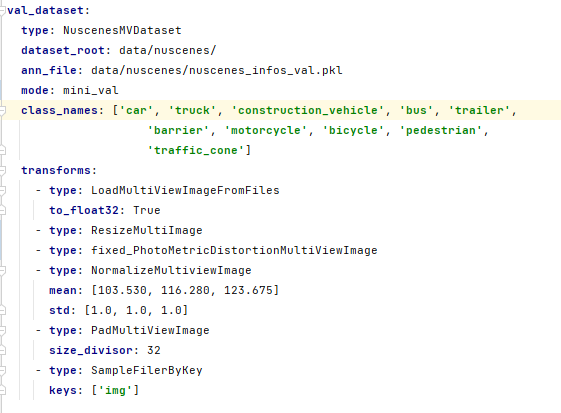 val_dataset:
type: NuscenesMVDataset
dataset_root: data/nuscenes/
ann_file: data/nuscenes/nuscenes_infos_val.pkl
mode: mini_val
class_names: ['car', 'truck', 'construction_vehicle', 'bus', 'trailer',
'barrier', 'motorcycle', 'bicycle', 'pedestrian',
'traffic_cone']
transforms:
- type: LoadMultiViewImageFromFiles
to_float32: True
- type: ResizeMultiImage
- type: fixed_PhotoMetricDistortionMultiViewImage
- type: NormalizeMultiviewImage
mean: [103.530, 116.280, 123.675]
std: [1.0, 1.0, 1.0]
- type: PadMultiViewImage
size_divisor: 32
- type: SampleFilerByKey
keys: ['img']